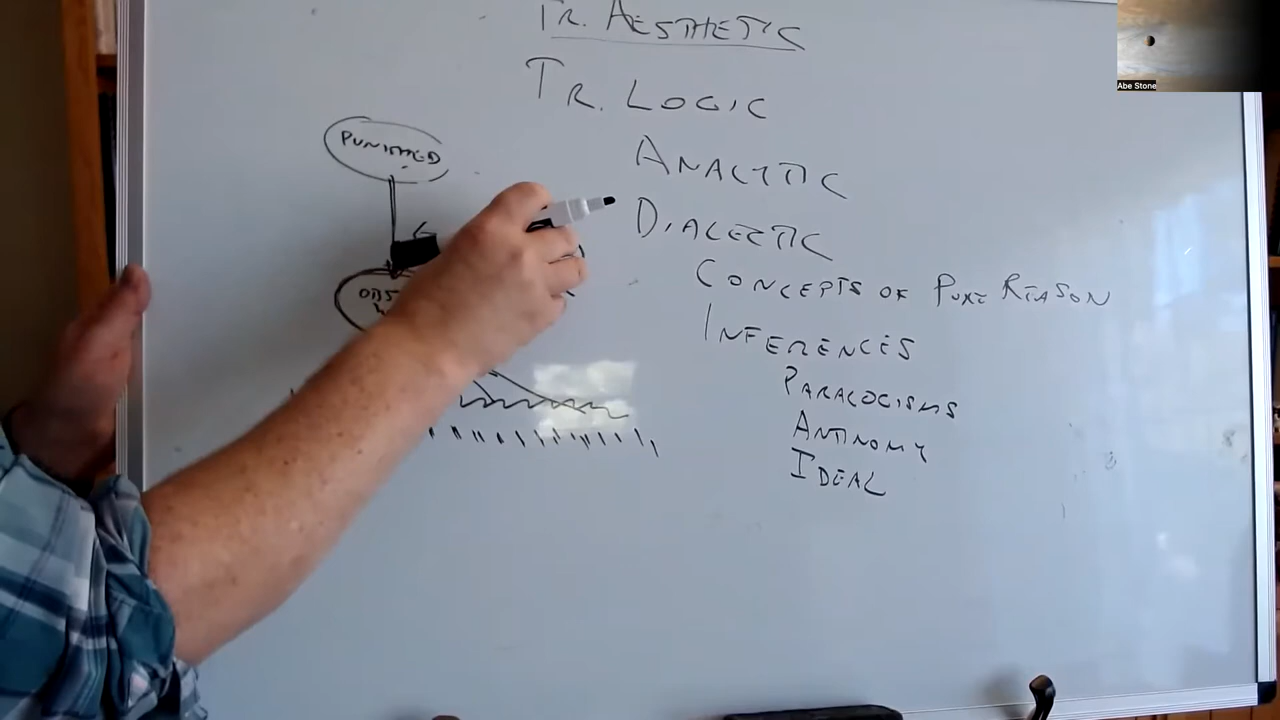 TR. AESTHETIC
TR. LOGIC
ANALYTIC
DIALECTIC
CONCEPTS OF PURE REASON
INFERENCES
PARALOGISMS
ANTINOMY
IDEAL
PUNISHED
Abe Stone